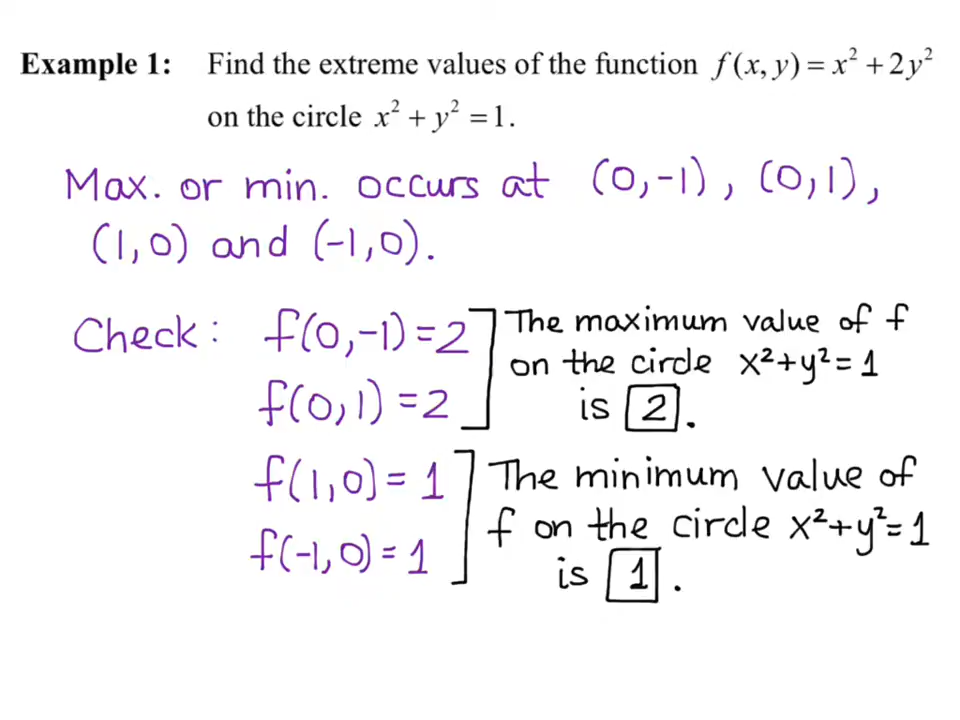 Example 1: Find the extreme values of the function f(x, y) = x² + 2y²
on the circle x² + y² = 1.
Max. or min. occurs at (0,-1), (0,1),
(1,0) and (-1,0).
Check: f(0,-1)=2
The maximum value of f
on the circle x²+y²=1
f(0,1)=2
is 2.
f(1,0)=1
The minimum value of
f on the circle x²+y²=1
f(-1,0)=1
is 1.